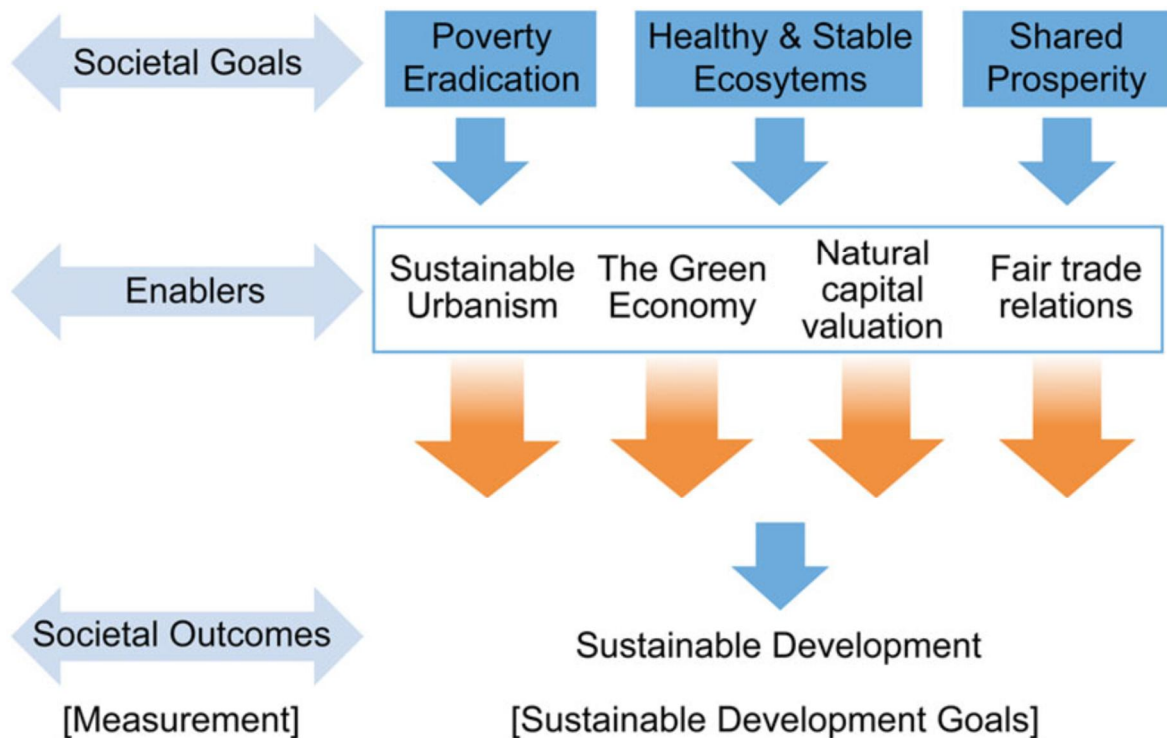 Societal Goals
Poverty
Eradication
Healthy & Stable
Ecosytems
Shared
Prosperity
Enablers
Sustainable
Urbanism
The Green
Economy
Natural
capital
valuation
Fair trade
relations
Societal Outcomes
Sustainable Development
[Measurement]
[Sustainable Development Goals]